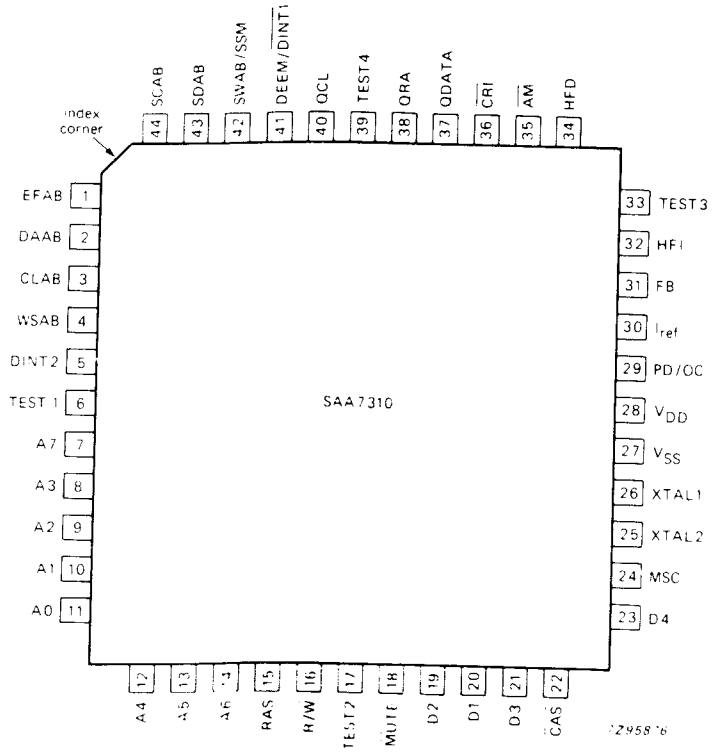 SCAB
SDAB
SWAB/SSM
DEEM/DINT1
QCL
TEST4
QRA
QDATA
CRI
AM
HFD
44
43
42
41
40
39
38
37
36
35
34
index
corner
EFAB 1
DAAB 2
CLAB 3
WSAB 4
DINT2 5
TEST 1 6
A7 7
A3 8
A2 9
A1 10
A0 11
SAA7310
33 TEST3
32 HFI
31 FB
30 Iref
29 PD/OC
28 VDD
27 VSS
26 XTAL1
25 XTAL2
24 MSC
23 D4
12
13
14
15
16
17
18
19
20
21
22
A4
A5
A6
RAS
R/W
TEST2
MUTE
D2
D1
D3
CAS